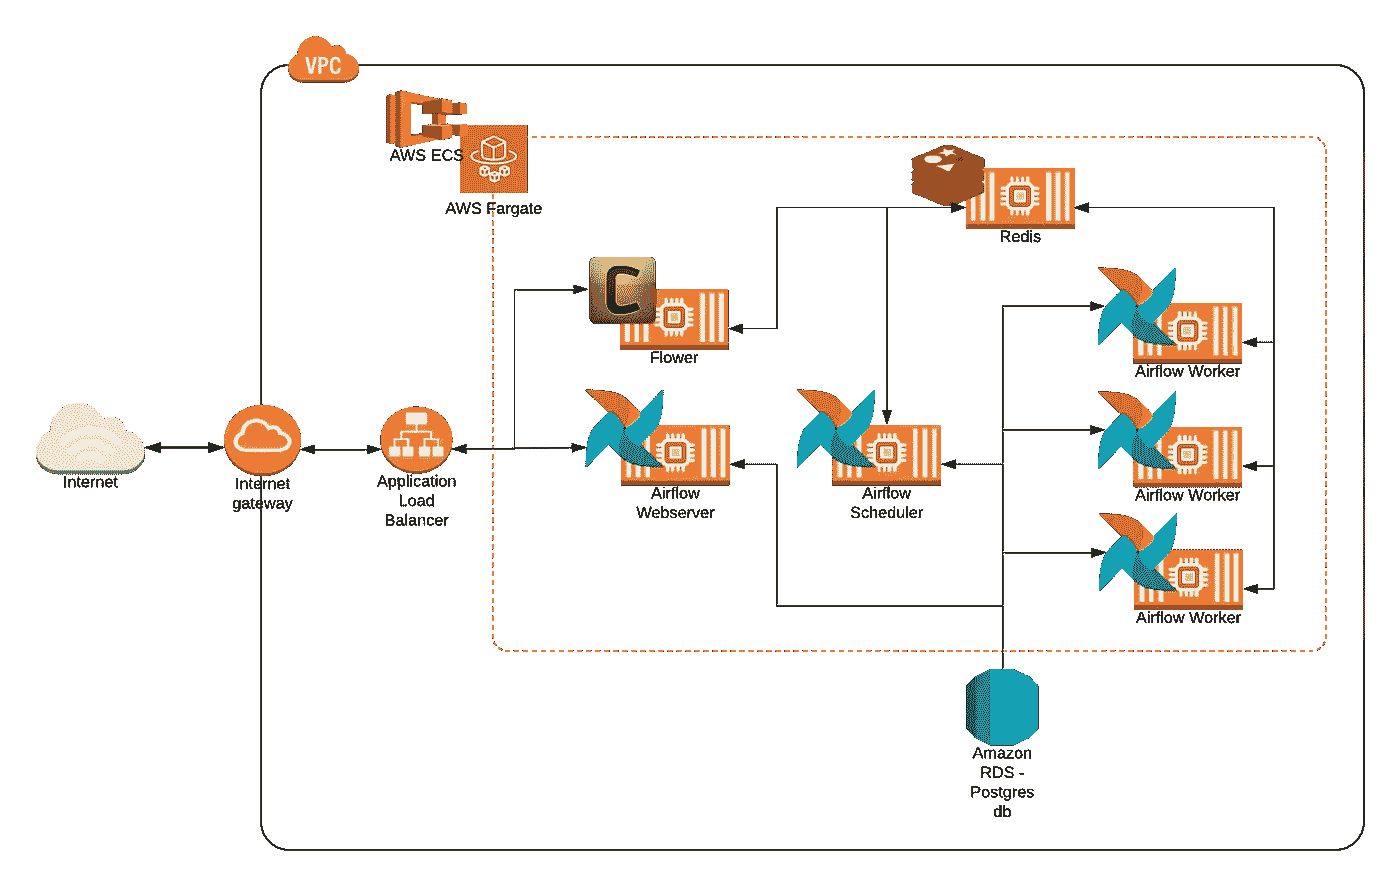 VPC
AWS ECS
AWS Fargate
Redis
C
Flower
Airflow Worker
Internet
Internet
gateway
Application
Load
Balancer
Airflow
Webserver
Airflow
Scheduler
Airflow Worker
Airflow Worker
Amazon
RDS -
Postgres
db